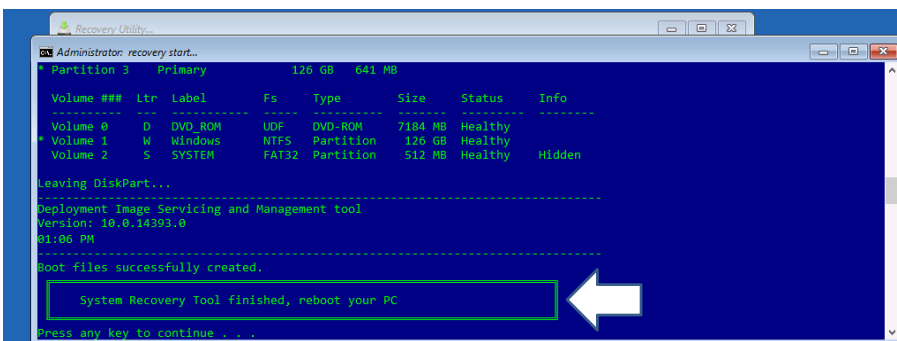 Recovery Utility...
Administrator: recovery start...
* Partition 3    Primary            126 GB   641 MB
Volume ###  Ltr  Label        Fs     Type        Size     Status     Info
----------  ---  -----------  -----  ----------  -------  ---------  --------
Volume 0     D   DVD_ROM      UDF    DVD-ROM     7184 MB  Healthy
* Volume 1     W   Windows      NTFS   Partition    126 GB  Healthy
Volume 2     S   SYSTEM       FAT32  Partition    512 MB  Healthy    Hidden
Leaving DiskPart...
Deployment Image Servicing and Management tool
Version: 10.0.14393.0
01:06 PM
Boot files successfully created.
System Recovery Tool finished, reboot your PC
Press any key to continue . . .